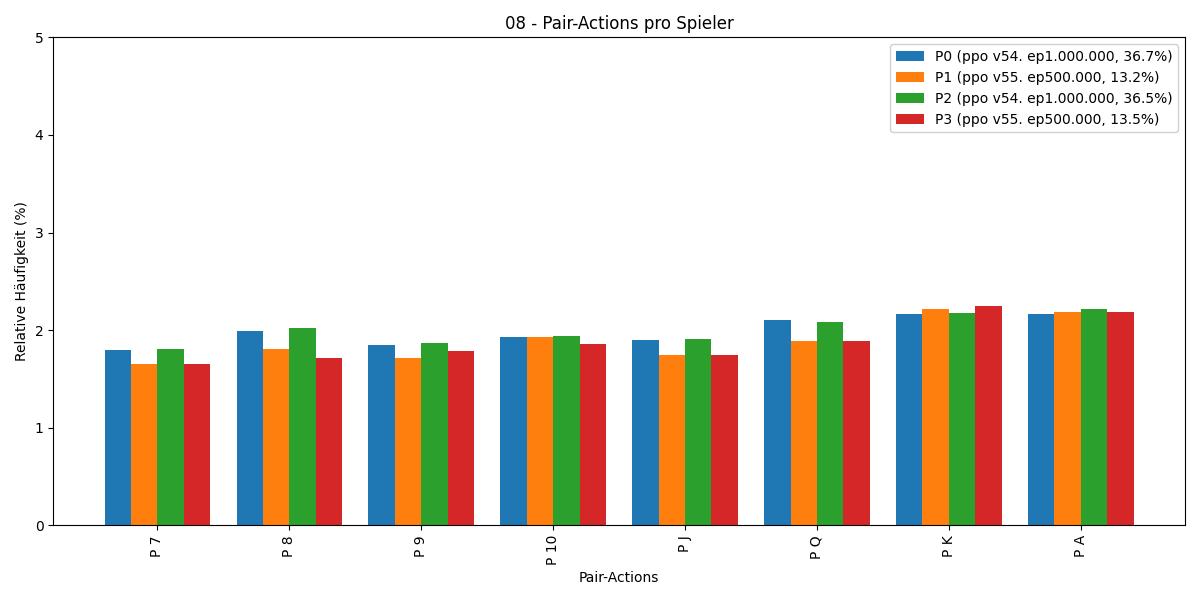 08 - Pair-Actions pro Spieler
P0 (ppo v54. ep1.000.000, 36.7%)
P1 (ppo v55. ep500.000, 13.2%)
P2 (ppo v54. ep1.000.000, 36.5%)
P3 (ppo v55. ep500.000, 13.5%)
Relative Häufigkeit (%)
5
4
3
2
1
0
P 7
P 8
P 9
P 10
P J
P Q
P K
P A
Pair-Actions